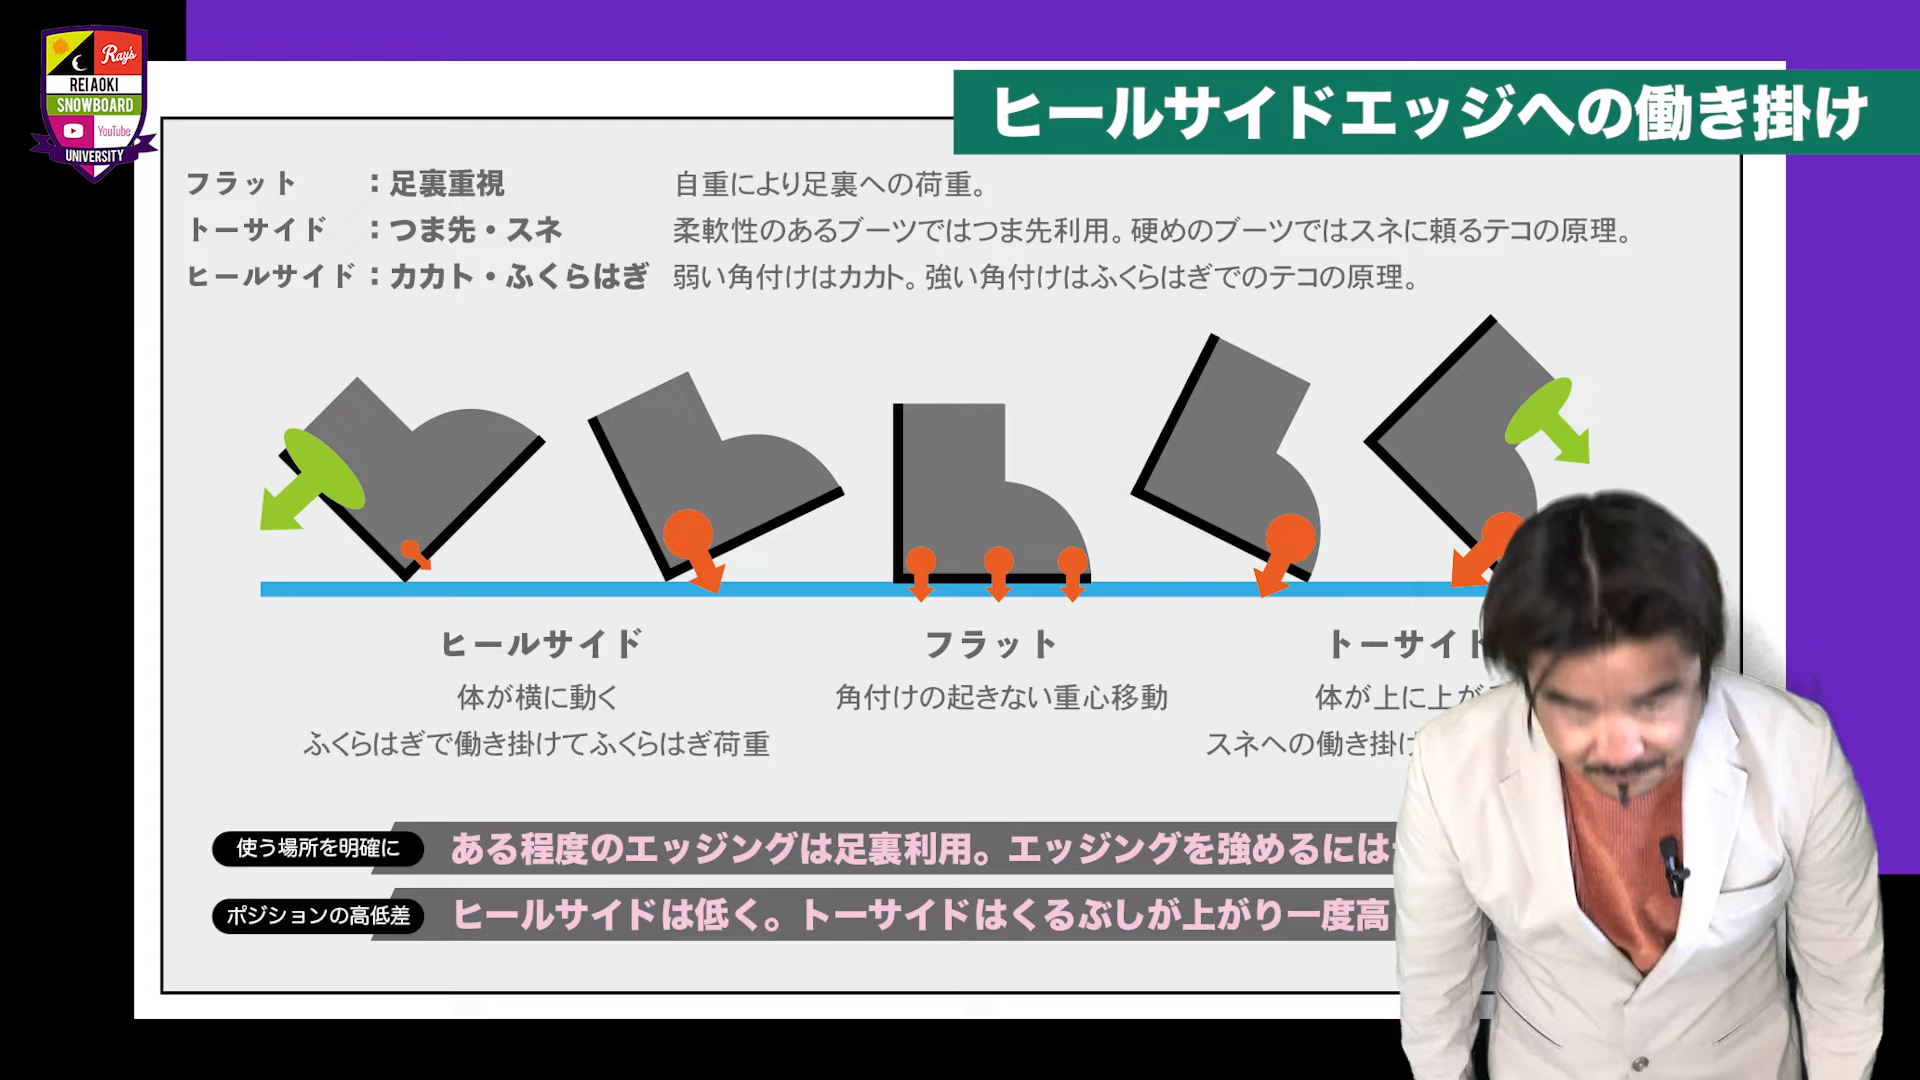 Ray's
REI AOKI
SNOWBOARD
YouTube
UNIVERSITY
ヒールサイドエッジへの働き掛け
フラット ：足裏重視 自重により足裏への荷重。
トーサイド ：つま先・スネ 柔軟性のあるブーツではつま先利用。硬めのブーツではスネに頼るテコの原理。
ヒールサイド：カカト・ふくらはぎ 弱い角付けはカカト。強い角付けはふくらはぎでのテコの原理。
ヒールサイド
体が横に動く
ふくらはぎで働き掛けてふくらはぎ荷重
フラット
角付けの起きない重心移動
トーサイド
体が上に上が
スネへの働き掛け
使う場所を明確に ある程度のエッジングは足裏利用。エッジングを強めるには
ポジションの高低差 ヒールサイドは低く。トーサイドはくるぶしが上がり一度高